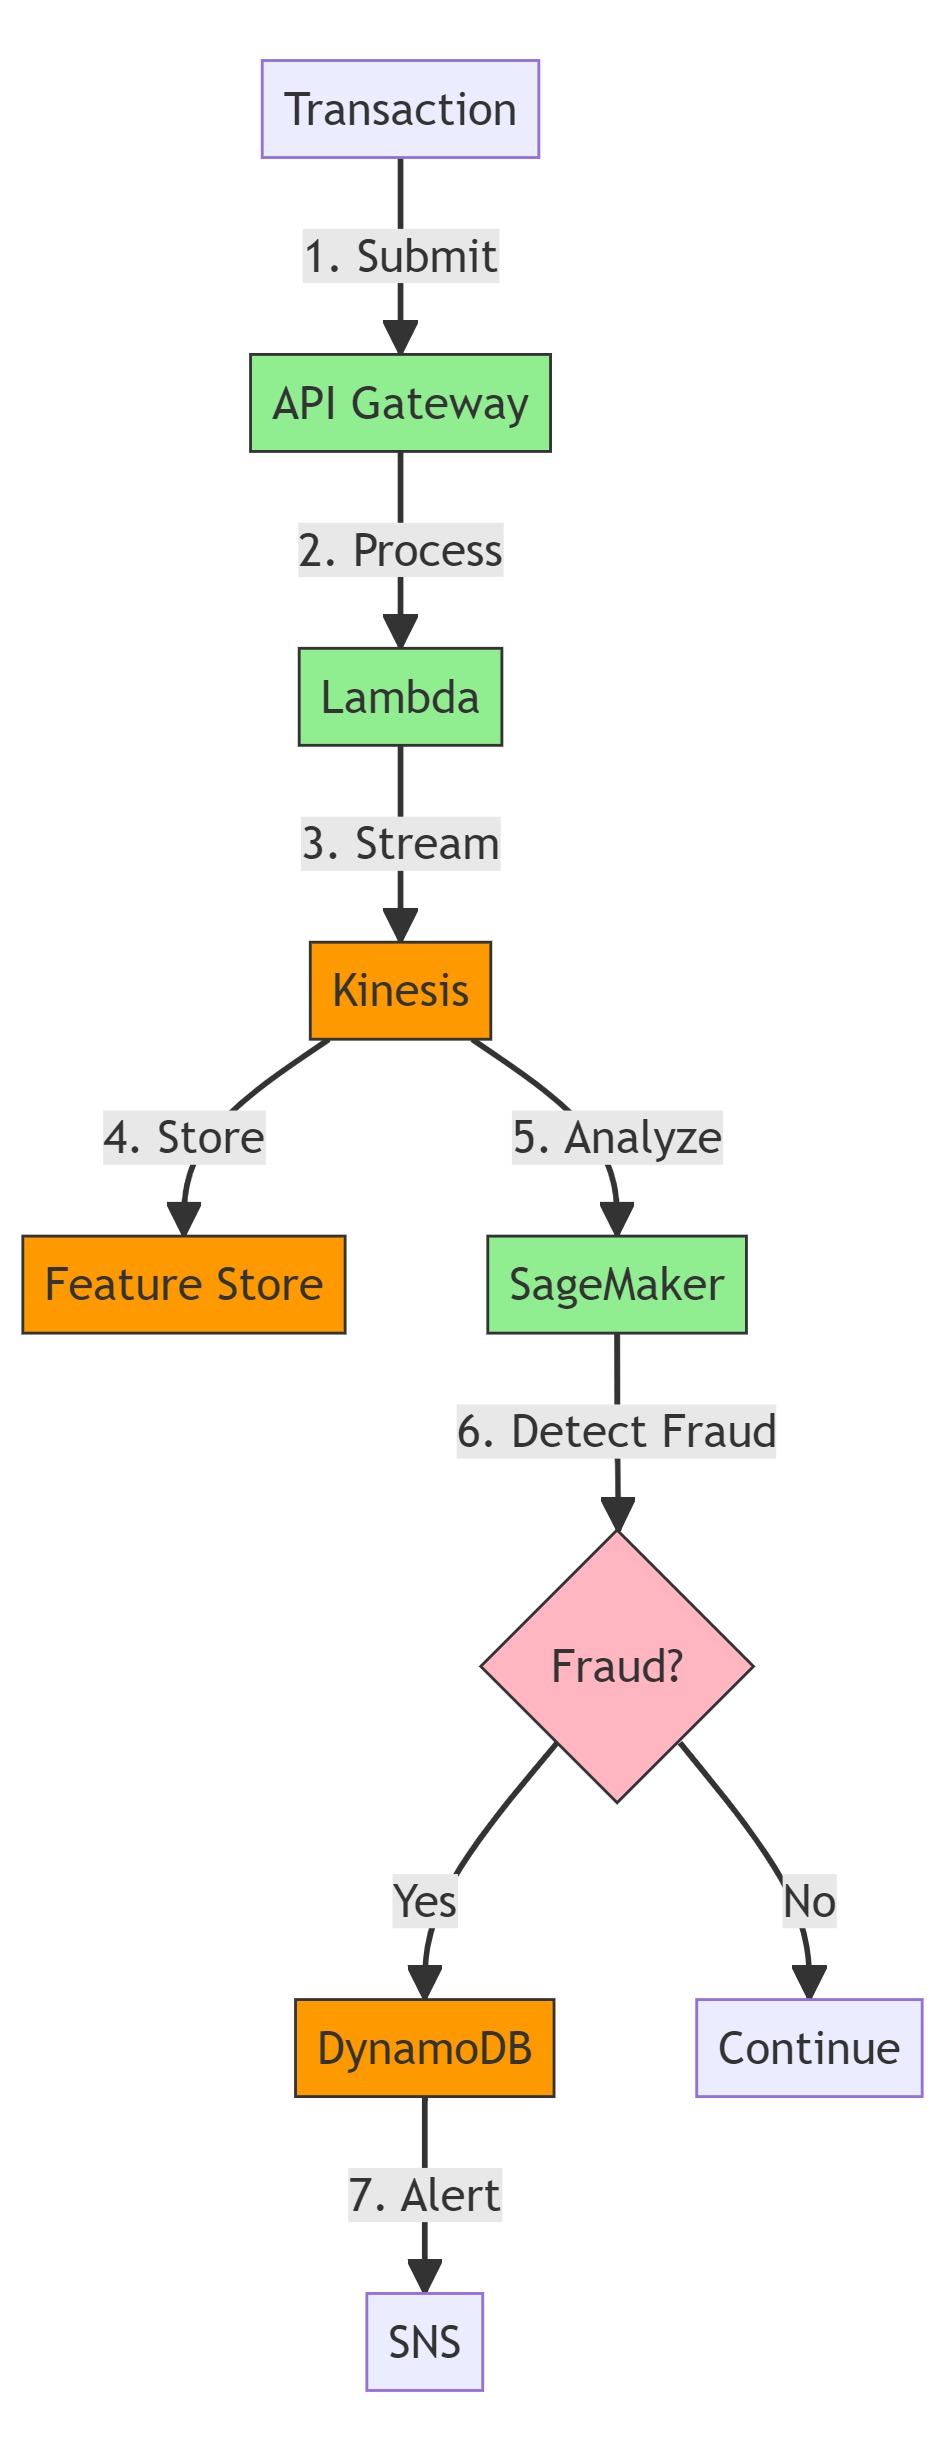 Transaction
1. Submit
API Gateway
2. Process
Lambda
3. Stream
Kinesis
4. Store
5. Analyze
Feature Store
SageMaker
6. Detect Fraud
Fraud?
Yes
No
DynamoDB
Continue
7. Alert
SNS